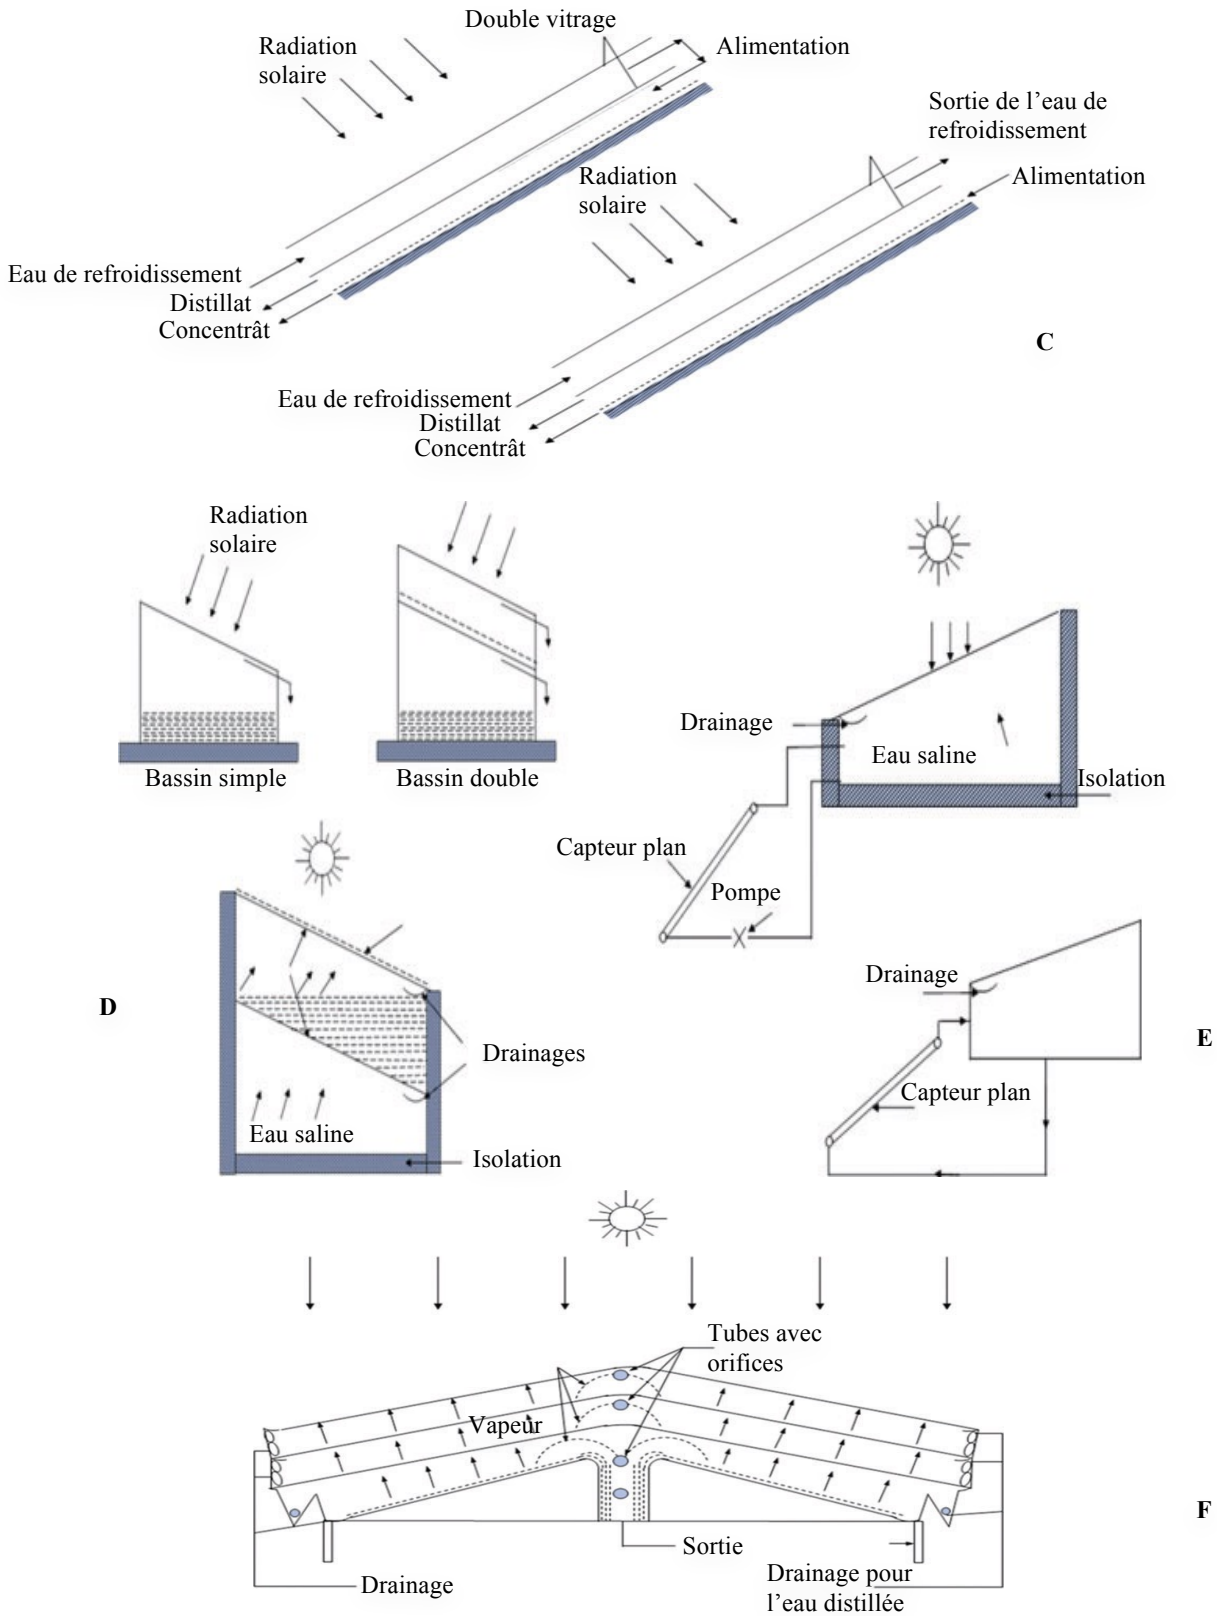 Double vitrage
Radiation
solaire
Alimentation
Sortie de l'eau de
refroidissement
Radiation
solaire
Alimentation
Eau de refroidissement
Distillat
Concentrât
C
Eau de refroidissement
Distillat
Concentrât
Radiation
solaire
Bassin simple
Bassin double
Drainage
Eau saline
Isolation
Capteur plan
Pompe
D
Drainages
Eau saline
Isolation
Drainage
Capteur plan
E
Tubes avec
orifices
Vapeur
F
Sortie
Drainage
Drainage pour
l'eau distillée